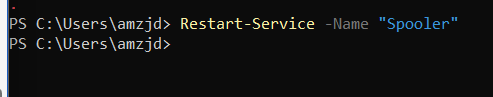 .
PS C:\Users\amzjd> Restart-Service -Name "Spooler"
PS C:\Users\amzjd>